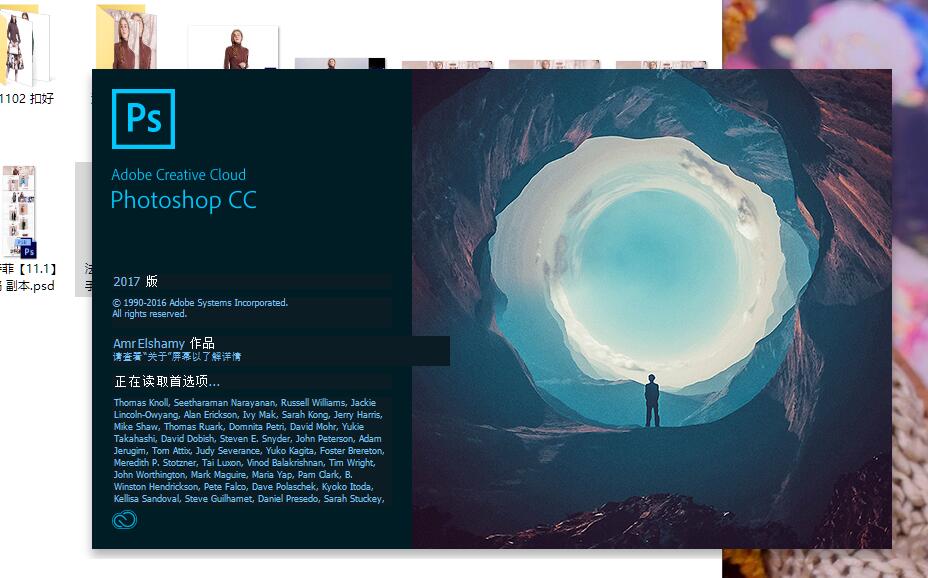 1102 扣好
Ps
Adobe Creative Cloud
Photoshop CC
2017 版
© 1990-2016 Adobe Systems Incorporated.
All rights reserved.
Amr Elshamy 作品
请查看“关于”屏幕以了解详情
正在读取首选项...
Thomas Knoll, Seetharaman Narayanan, Russell Williams, Jackie
Lincoln-Owyang, Alan Erickson, Ivy Mak, Sarah Kong, Jerry Harris,
Mike Shaw, Thomas Ruark, Domnita Petri, David Mohr, Yukie
Takahashi, David Dobish, Steven E. Snyder, John Peterson, Adam
Jerugim, Tom Attix, Judy Severance, Yuko Kagita, Foster Brereton,
Meredith P. Stotzner, Tai Luxon, Vinod Balakrishnan, Tim Wright,
John Worthington, Mark Maguire, Maria Yap, Pam Clark, B.
Winston Hendrickson, Pete Falco, Dave Polaschek, Kyoko Itoda,
Kellisa Sandoval, Steve Guilhamet, Daniel Presedo, Sarah Stuckey,
Ps
菲【11.1】
副本.psd
法
手